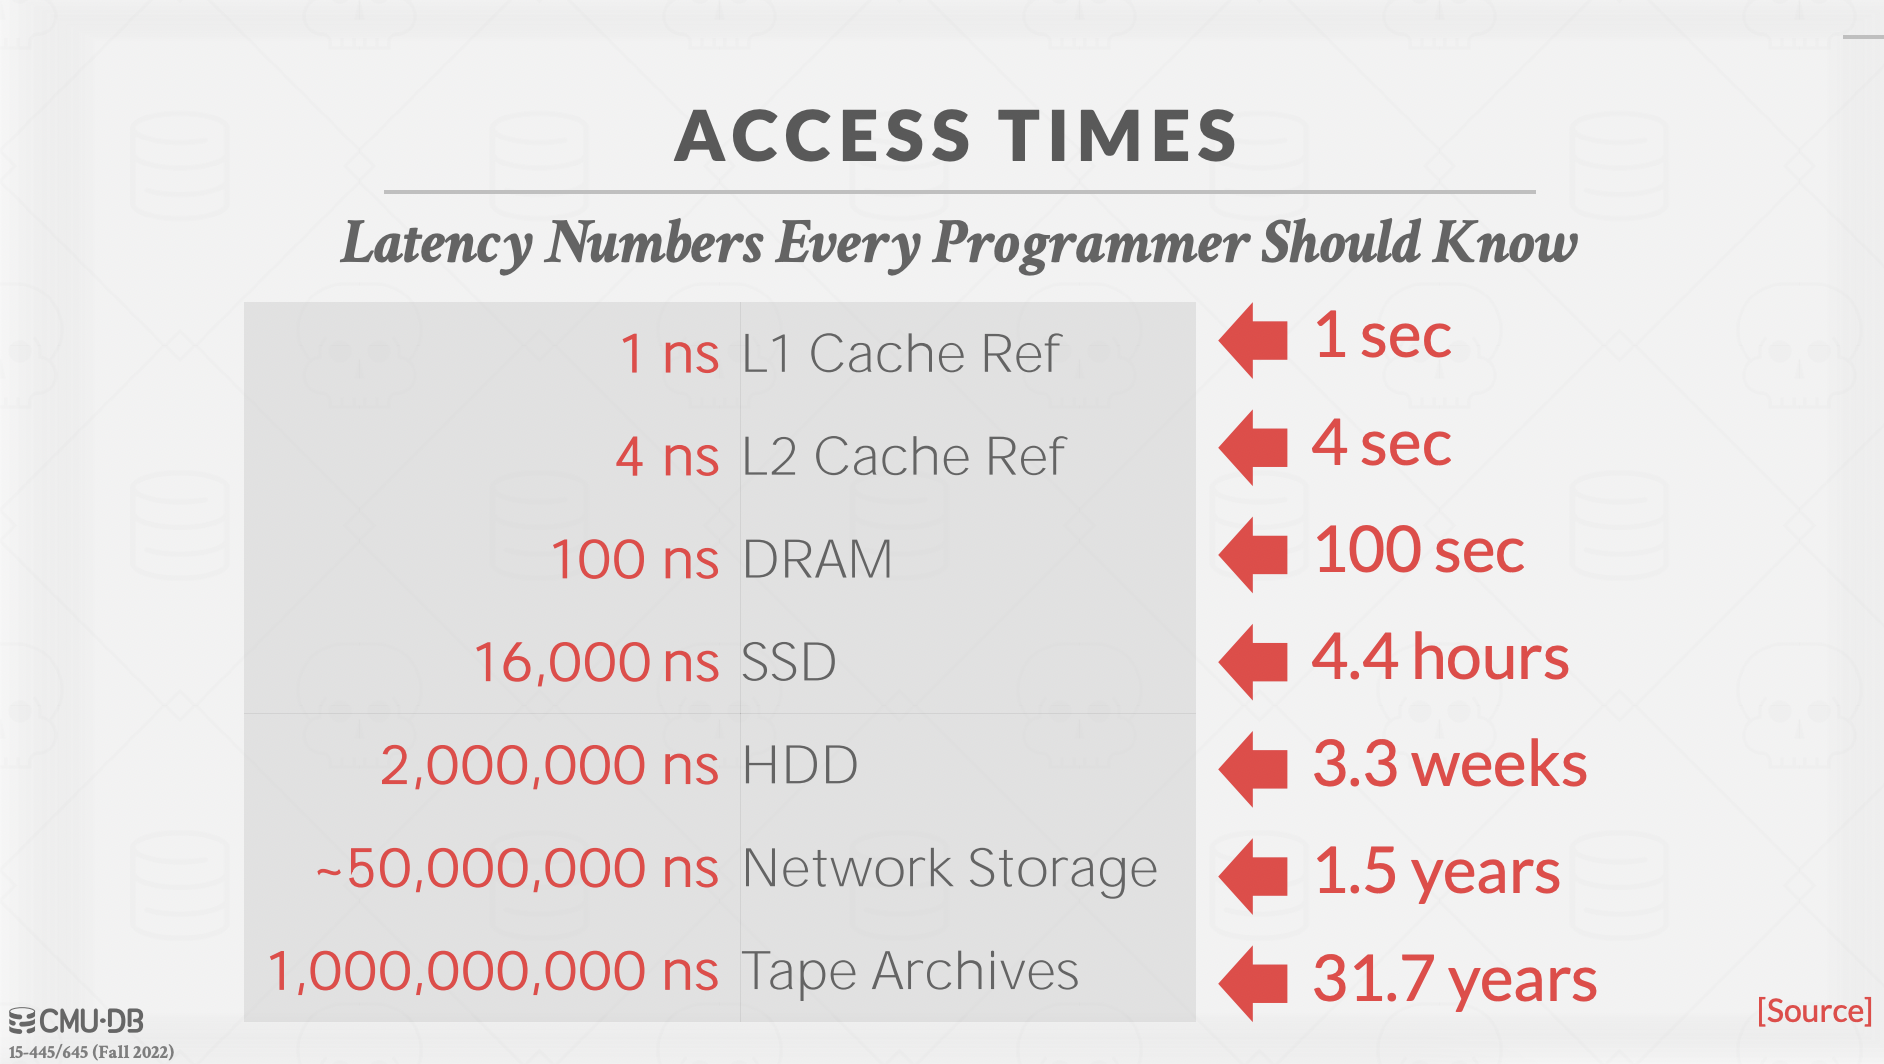 ACCESS TIMES
Latency Numbers Every Programmer Should Know
1 ns L1 Cache Ref 1 sec
4 ns L2 Cache Ref 4 sec
100 ns DRAM 100 sec
16,000 ns SSD 4.4 hours
2,000,000 ns HDD 3.3 weeks
~50,000,000 ns Network Storage 1.5 years
1,000,000,000 ns Tape Archives 31.7 years
[Source]
CMU·DB
15-445/645 (Fall 2022)